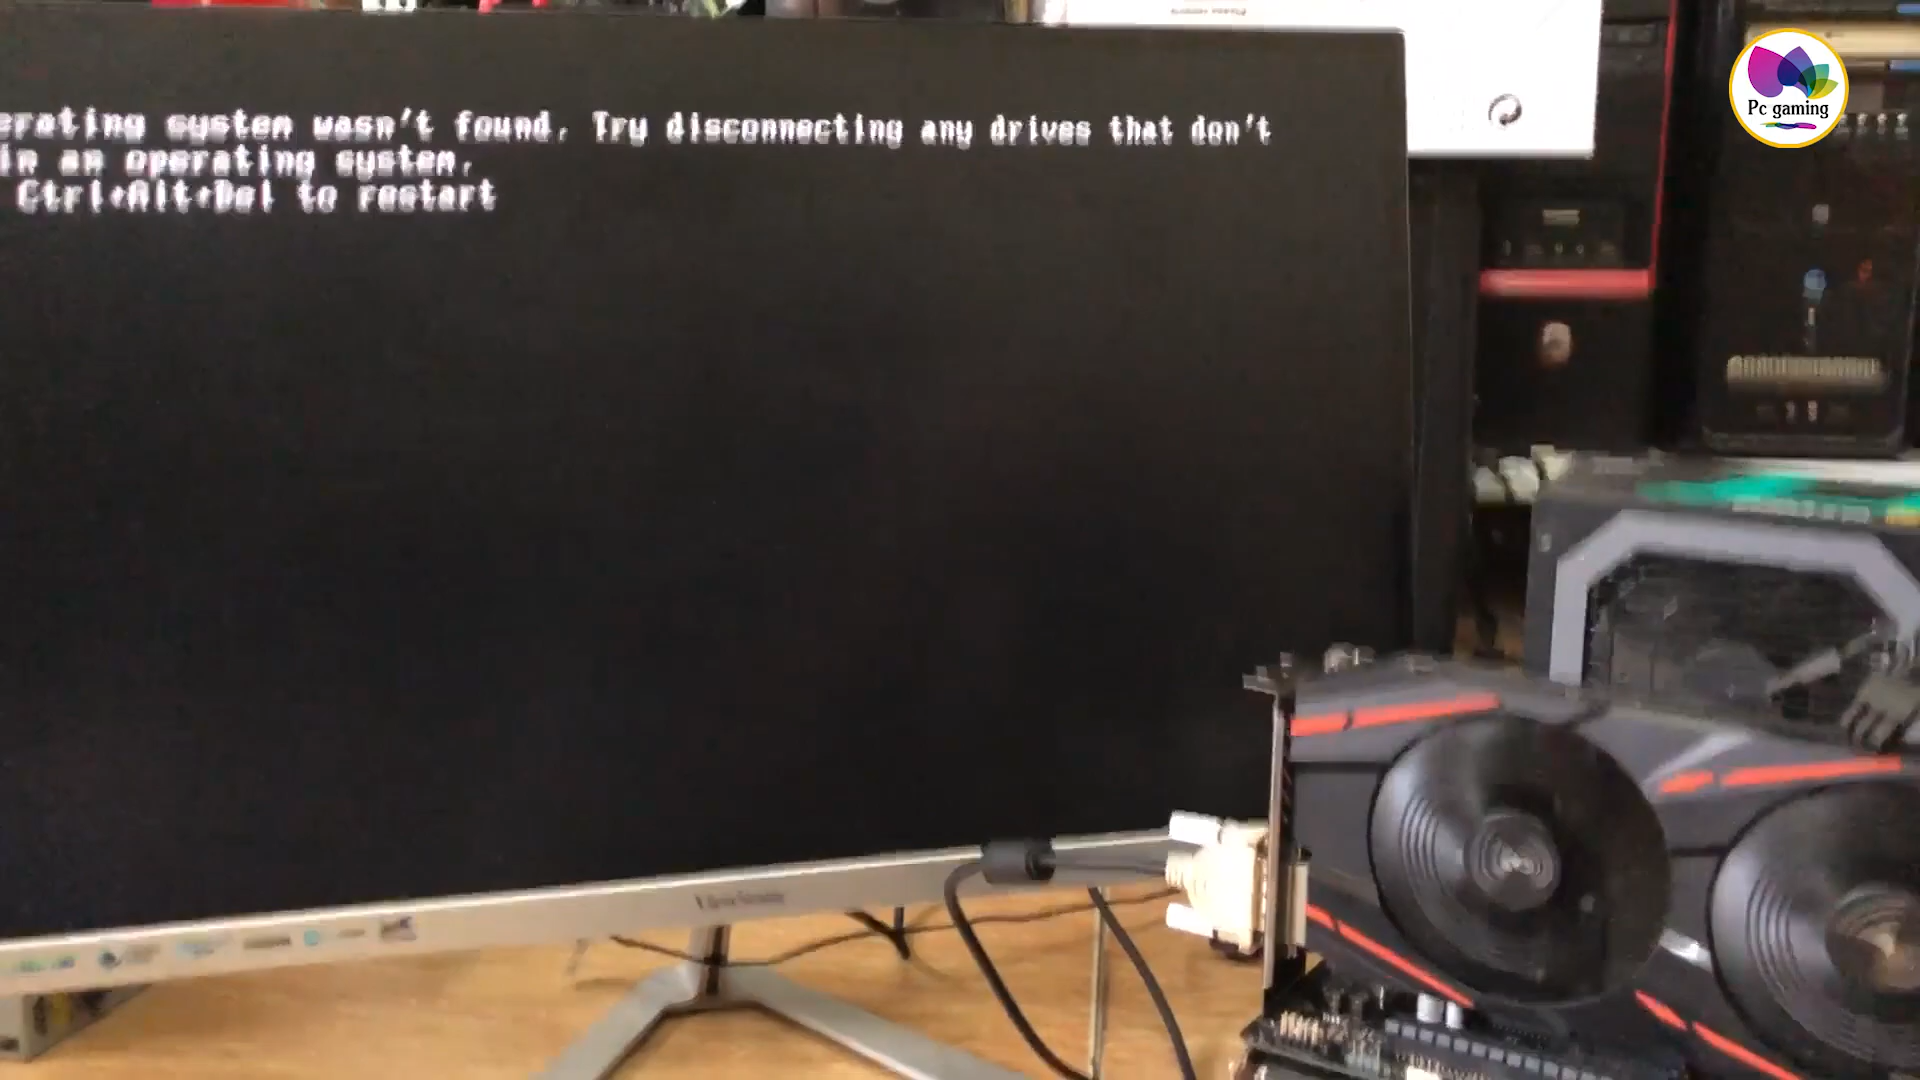 erating system wasn't found. Try disconnecting any drives that don't
in an operating system.
Ctrl+Alt+Del to restart
Pc gaming